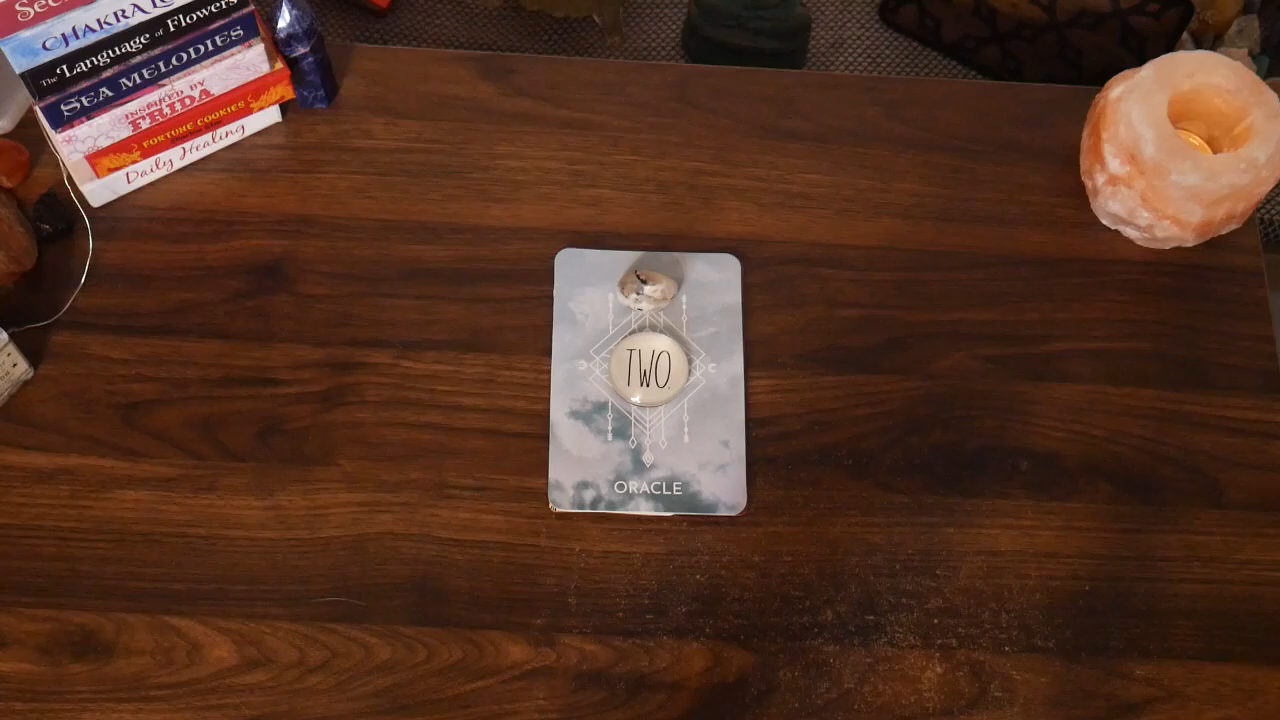 CHAKRA
The Language of Flowers
SEA MELODIES
INSPIRED BY
FRIDA
FORTUNE COOKIES
Daily Healing
TWO.
ORACLE